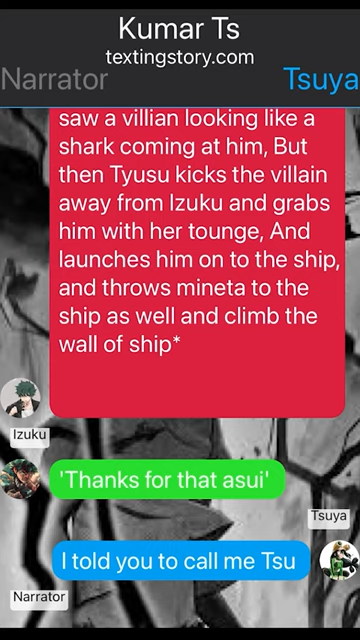 Kumar Ts
textingstory.com
Narrator
Tsuya
saw a villian looking like a
shark coming at him, But
then Tyusu kicks the villain
away from Izuku and grabs
him with her tounge, And
launches him on to the ship,
and throws mineta to the
ship as well and climb the
wall of ship*
Izuku
'Thanks for that asui'
Tsuya
I told you to call me Tsu
Narrator